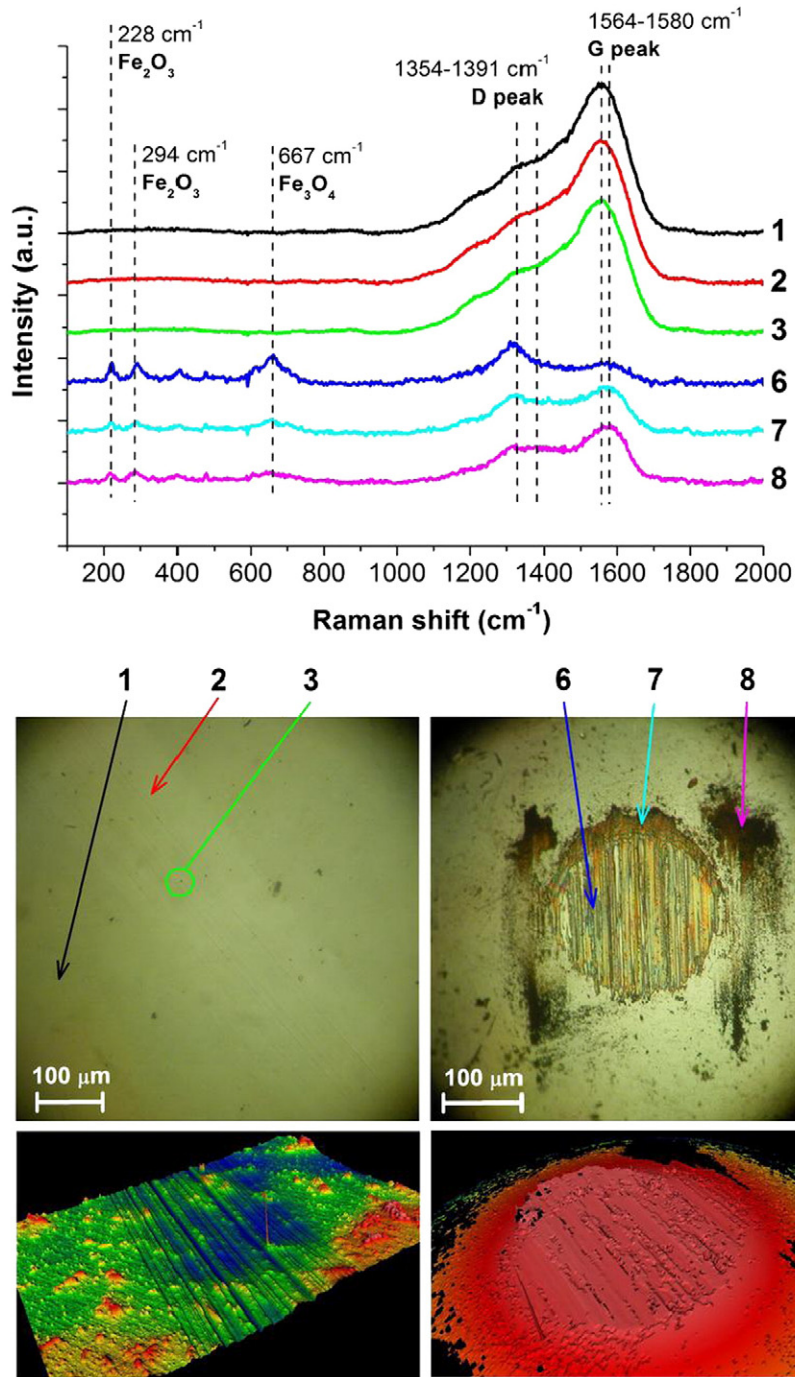 228 cm⁻¹
Fe₂O₃
294 cm⁻¹
Fe₂O₃
667 cm⁻¹
Fe₃O₄
1354-1391 cm⁻¹
D peak
1564-1580 cm⁻¹
G peak
Intensity (a.u.)
1
2
3
6
7
8
200 400 600 800 1000 1200 1400 1600 1800 2000
Raman shift (cm⁻¹)
1 2 3
6 7 8
100 μm
100 μm